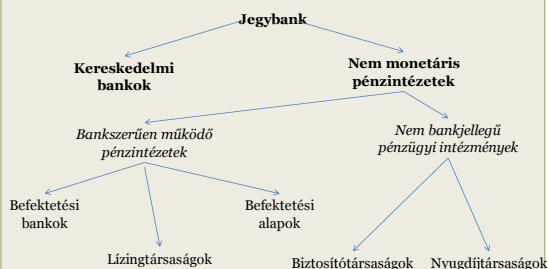 Jegybank
Kereskedelmi
bankok
Nem monetáris
pénzintézetek
Bankszerűen működő
pénzintézetek
Nem bankjellegű
pénzügyi intézmények
Befektetési
bankok
Befektetési
alapok
Lízingtársaságok
Biztosítótársaságok
Nyugdíjtársaságok